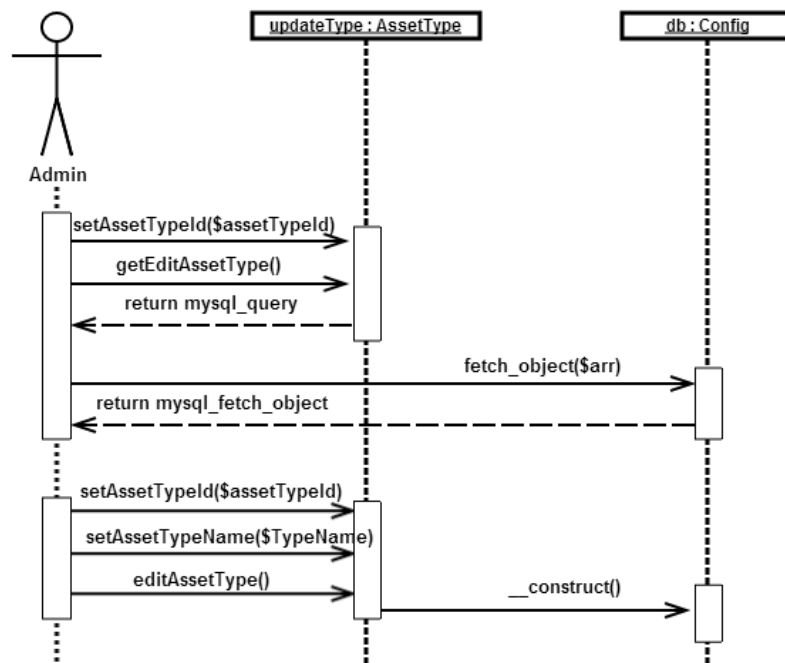 updateType : AssetType
db : Config
Admin
setAssetTypeId($assetTypeId)
getEditAssetType()
return mysql_query
fetch_object($arr)
return mysql_fetch_object
setAssetTypeId($assetTypeId)
setAssetTypeName($TypeName)
editAssetType()
__construct()